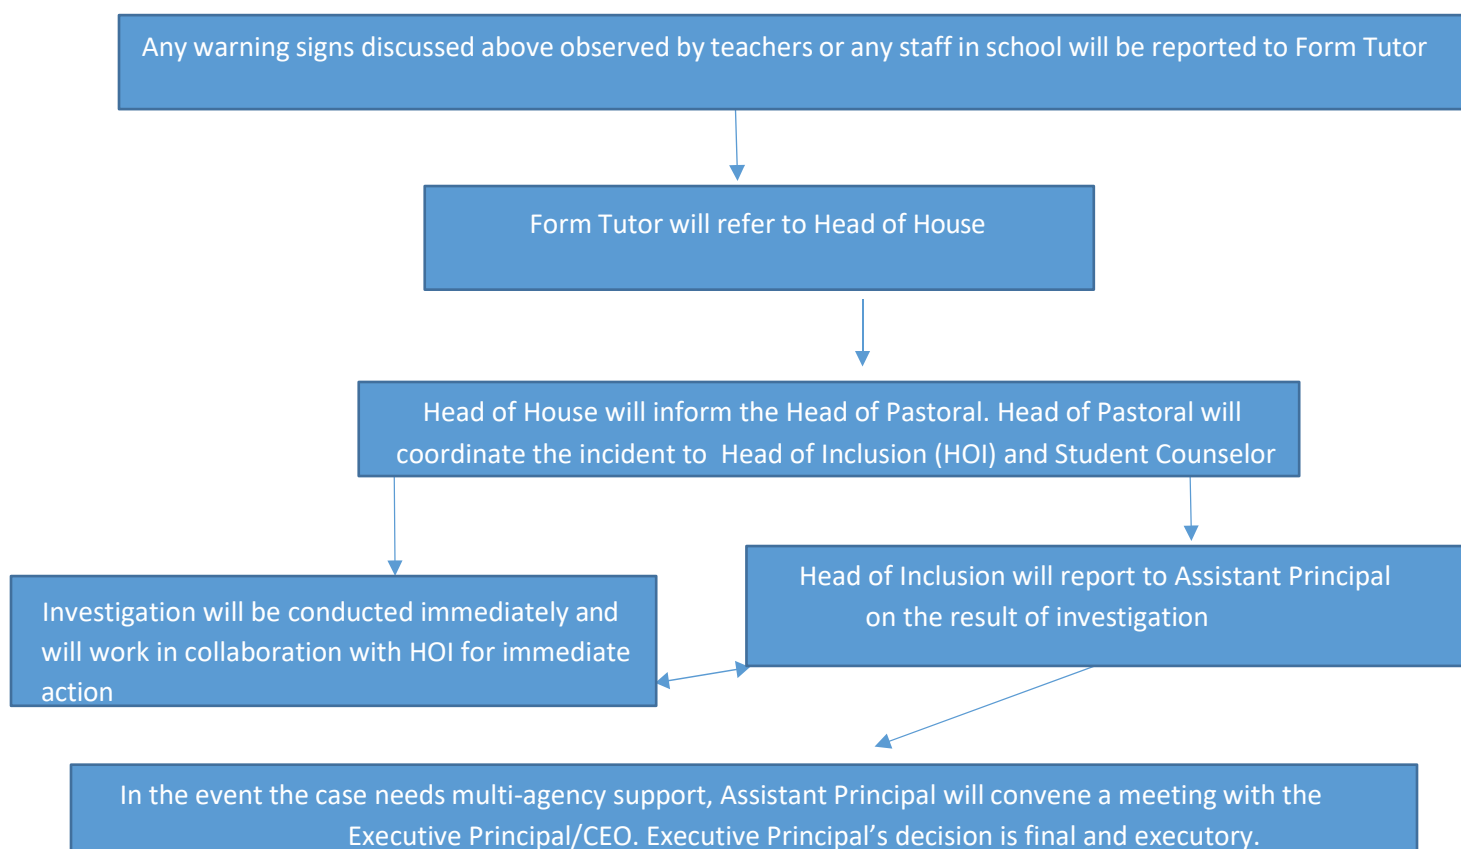 Any warning signs discussed above observed by teachers or any staff in school will be reported to Form Tutor
Form Tutor will refer to Head of House
Head of House will inform the Head of Pastoral. Head of Pastoral will
coordinate the incident to  Head of Inclusion (HOI) and Student Counselor
Investigation will be conducted immediately and
will work in collaboration with HOI for immediate
action
Head of Inclusion will report to Assistant Principal
on the result of investigation
In the event the case needs multi-agency support, Assistant Principal will convene a meeting with the
Executive Principal/CEO. Executive Principal’s decision is final and executory.